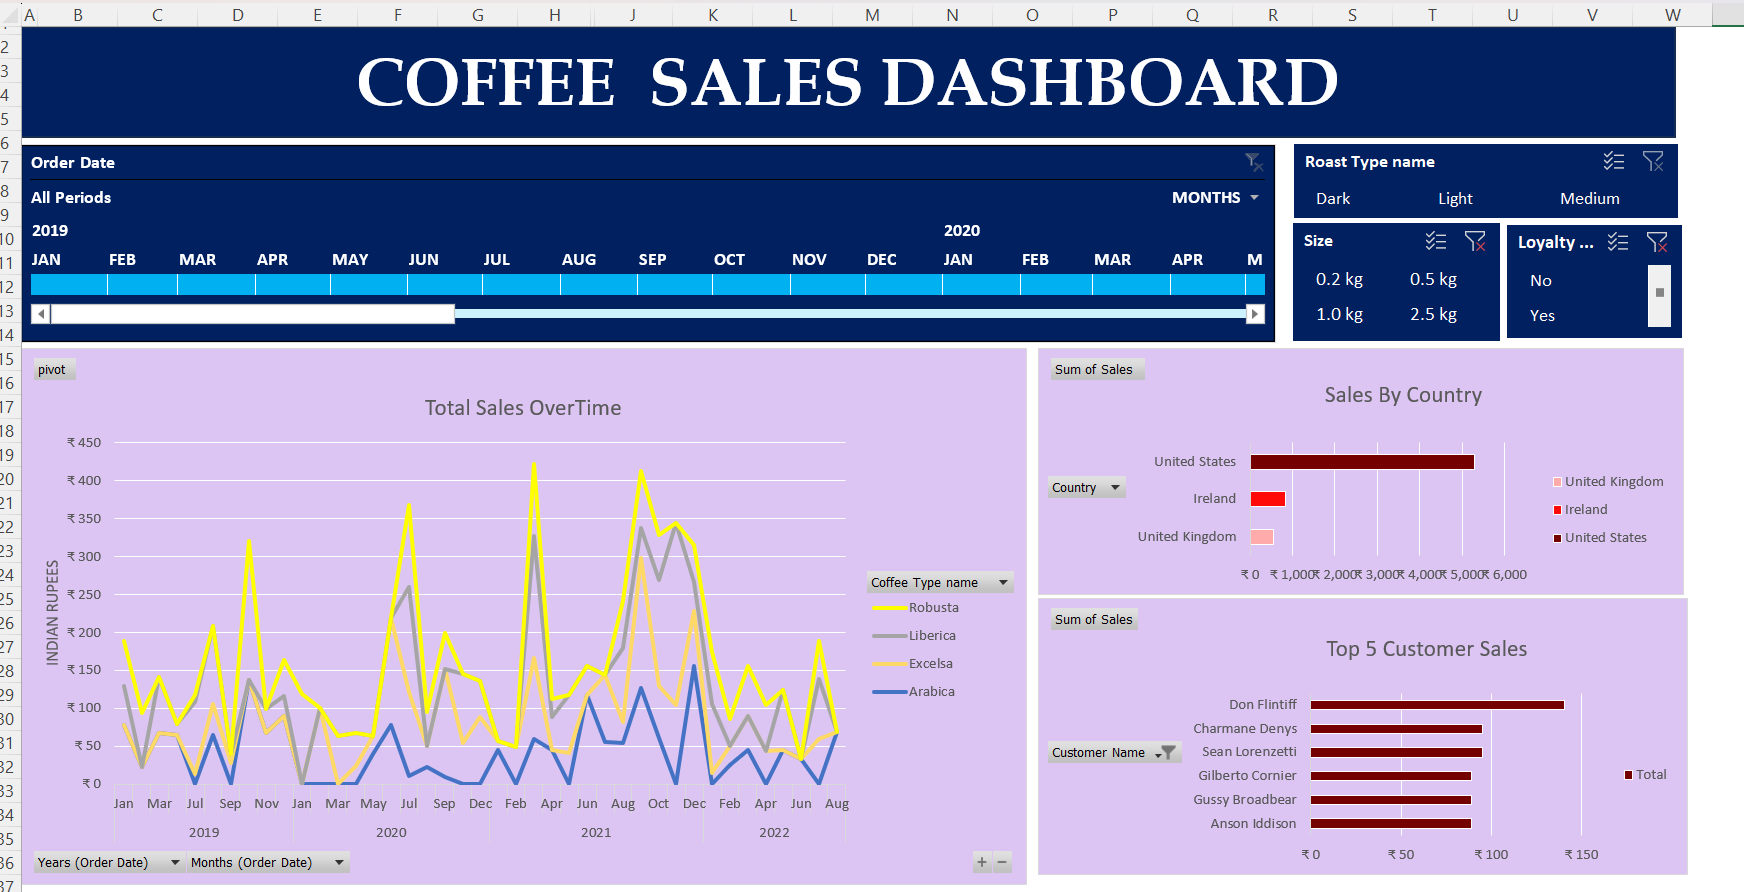 A B C D E F G H I J K L M N O P Q R S T U V W
2
3
4
5
6
7
8
9
10
11
12
13
14
15
16
17
18
19
20
21
22
23
24
25
26
27
28
29
30
31
32
33
34
35
36
37
COFFEE SALES DASHBOARD
Order Date
All Periods MONTHS
2019 2020
JAN FEB MAR APR MAY JUN JUL AUG SEP OCT NOV DEC JAN FEB MAR APR M
Roast Type name
Dark Light Medium
Size
0.2 kg 0.5 kg
1.0 kg 2.5 kg
Loyalty ...
No
Yes
pivot
Total Sales OverTime
₹ 450
₹ 400
₹ 350
₹ 300
₹ 250
₹ 200
₹ 150
₹ 100
₹ 50
₹ 0
INDIAN RUPEES
Jan Mar Jul Sep Nov Jan Mar May Jul Sep Dec Feb Apr Jun Aug Oct Dec Feb Apr Jun Aug
2019 2020 2021 2022
Coffee Type name
Robusta
Liberica
Excelsa
Arabica
Years (Order Date) Months (Order Date)
+ −
Sum of Sales
Sales By Country
Country
United States
Ireland
United Kingdom
₹ 0 ₹ 1,000 ₹ 2,000 ₹ 3,000 ₹ 4,000 ₹ 5,000 ₹ 6,000
United Kingdom
Ireland
United States
Sum of Sales
Top 5 Customer Sales
Customer Name
Don Flintiff
Charmane Denys
Sean Lorenzetti
Gilberto Cornier
Gussy Broadbear
Anson Iddison
₹ 0 ₹ 50 ₹ 100 ₹ 150
Total